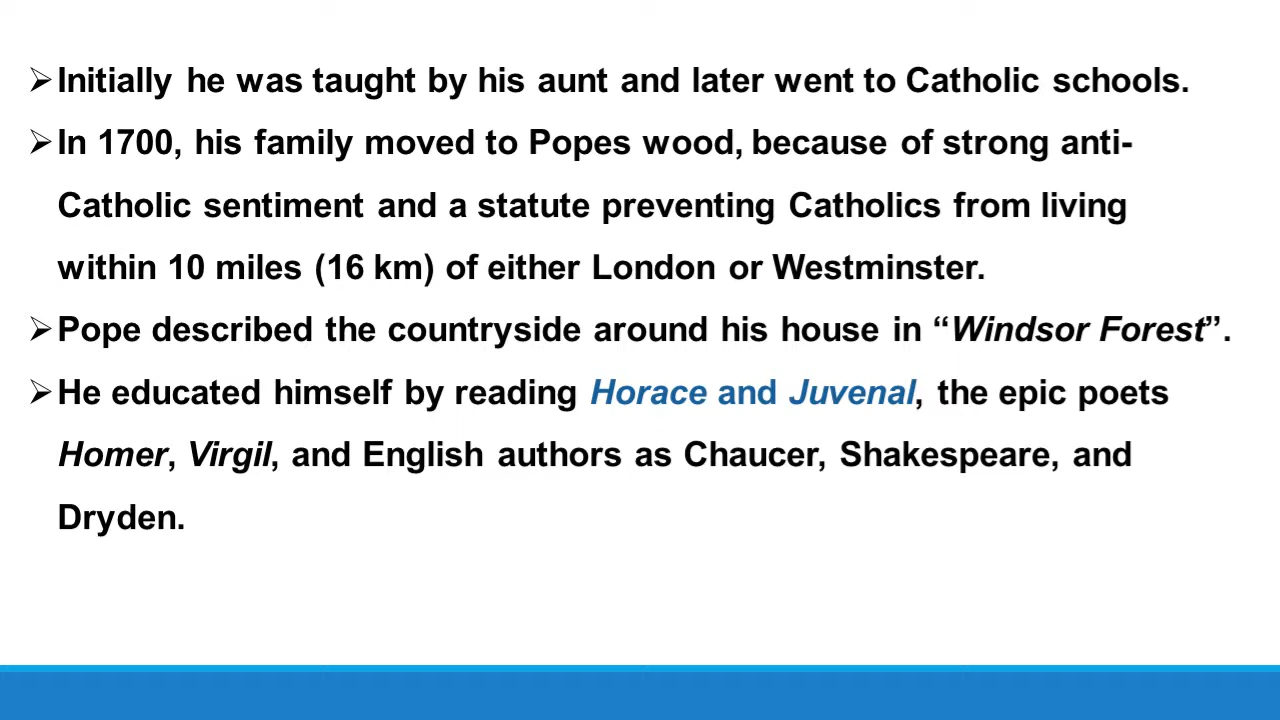 ➢Initially he was taught by his aunt and later went to Catholic schools.
➢In 1700, his family moved to Popes wood, because of strong anti-
Catholic sentiment and a statute preventing Catholics from living
within 10 miles (16 km) of either London or Westminster.
➢Pope described the countryside around his house in “Windsor Forest”.
➢He educated himself by reading Horace and Juvenal, the epic poets
Homer, Virgil, and English authors as Chaucer, Shakespeare, and
Dryden.